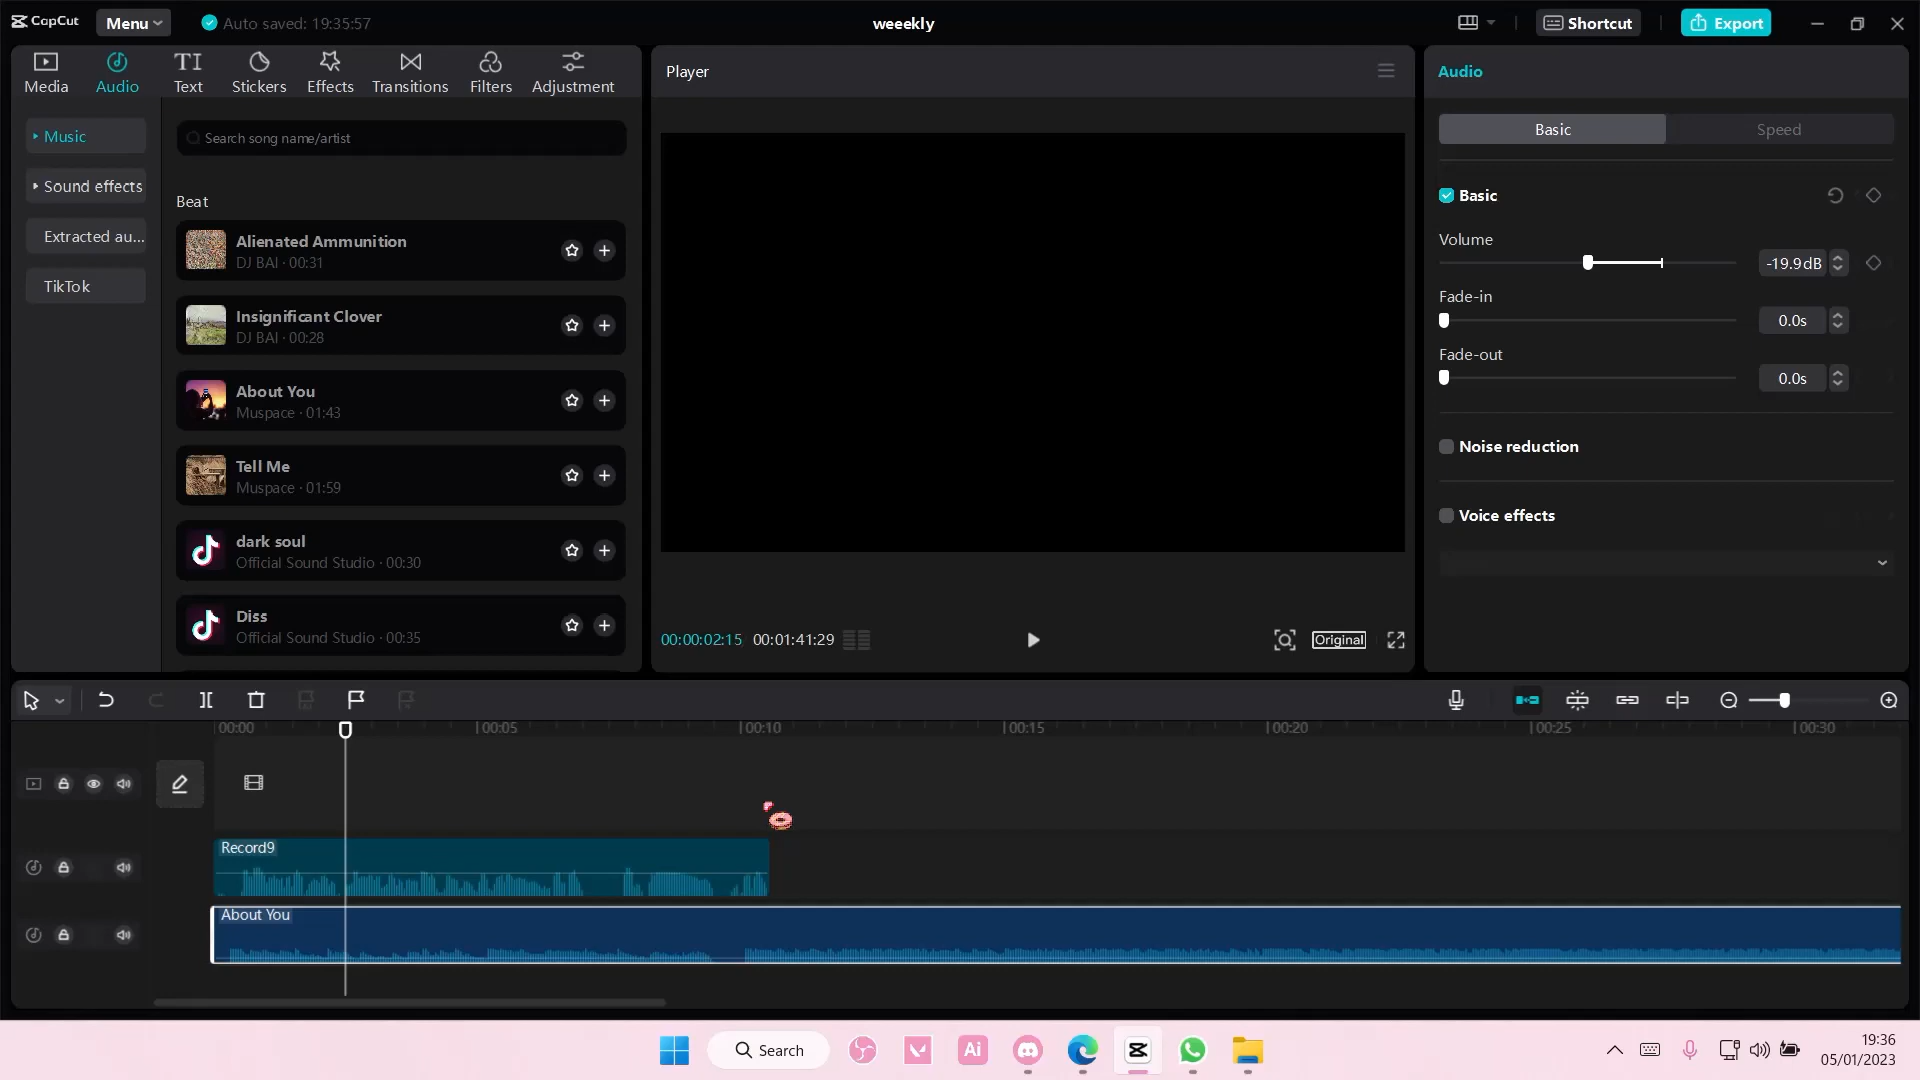 CapCut
Menu
Auto saved: 19:35:57
weeekly
Shortcut
Export
Media
Audio
Text
Stickers
Effects
Transitions
Filters
Adjustment
Music
Sound effects
Extracted au...
TikTok
Search song name/artist
Beat
Alienated Ammunition
DJ BAI · 00:31
Insignificant Clover
DJ BAI · 00:28
About You
Muspace · 01:43
Tell Me
Muspace · 01:59
dark soul
Official Sound Studio · 00:30
Diss
Official Sound Studio · 00:35
Player
00:00:02:15 00:01:41:29
Original
Audio
Basic
Speed
Basic
Volume
-19.9dB
Fade-in
0.0s
Fade-out
0.0s
Noise reduction
Voice effects
00:00
00:05
00:10
00:15
00:20
00:25
00:30
Record9
About You
Search
Ai
19:36
05/01/2023